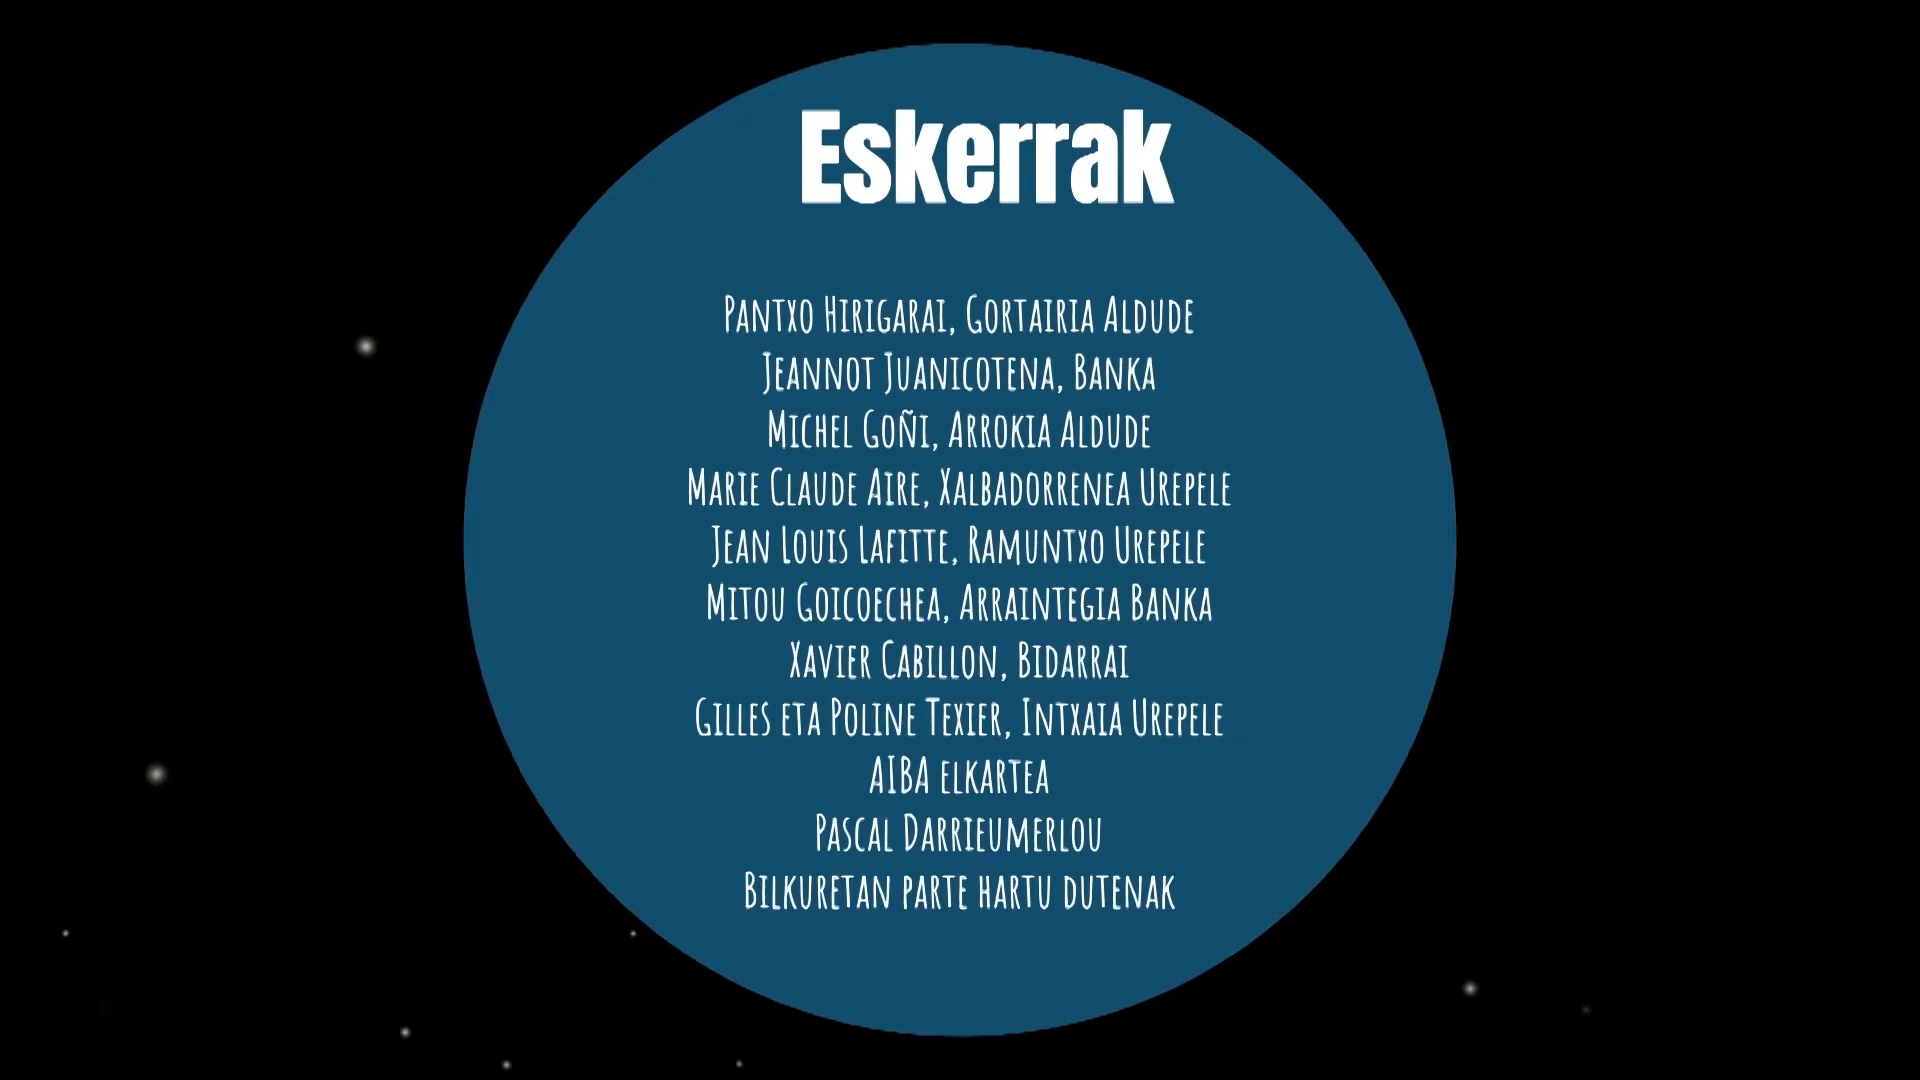 Eskerrak
Pantxo Hirigarai, Gortairia Aldude
Jeannot Juanicotena, Banka
Michel Goñi, Arrokia Aldude
Marie Claude Aire, Xalbadorrenea Urepele
Jean Louis Lafitte, Ramuntxo Urepele
Mitou Goicoechea, Arraintegia Banka
Xavier Cabillon, Bidarrai
Gilles eta Poline Texier, Intxaia Urepele
AIBA elkartea
Pascal Darrieumerlou
Bilkuretan parte hartu dutenak